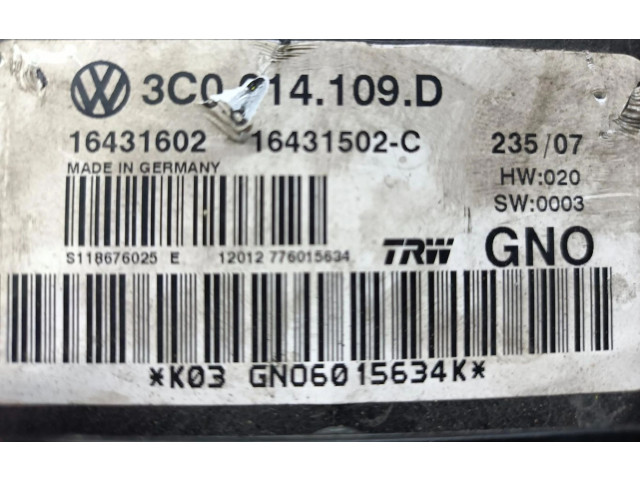 3C0 14.109.D
16431602 16431502-C 235/07
MADE IN GERMANY HW:020
SW:0003
S118676025 E 12012 776015634 TRW GNO
*K03 GNO6015634K*